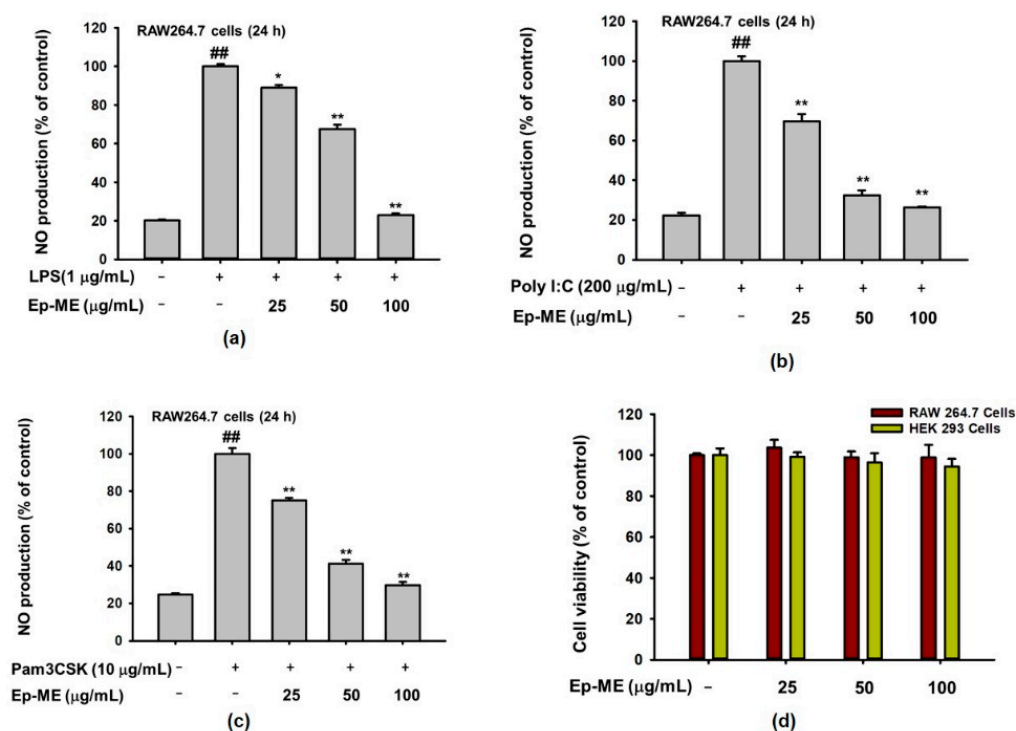 RAW264.7 cells (24 h)
NO production (% of control)
120
100
80
60
40
20
0
##
*
**
**
LPS(1 μg/mL) – + + + +
Ep-ME (μg/mL) – – 25 50 100
(a)
RAW264.7 cells (24 h)
NO production (% of control)
120
100
80
60
40
20
0
##
**
**
**
Poly I:C (200 μg/mL) – + + + +
Ep-ME (μg/mL) – – 25 50 100
(b)
RAW264.7 cells (24 h)
NO production (% of control)
120
100
80
60
40
20
0
##
**
**
**
Pam3CSK (10 μg/mL) – + + + +
Ep-ME (μg/mL) – – 25 50 100
(c)
RAW 264.7 Cells
HEK 293 Cells
Cell viability (% of control)
120
100
80
60
40
20
0
Ep-ME (μg/mL) – 25 50 100
(d)